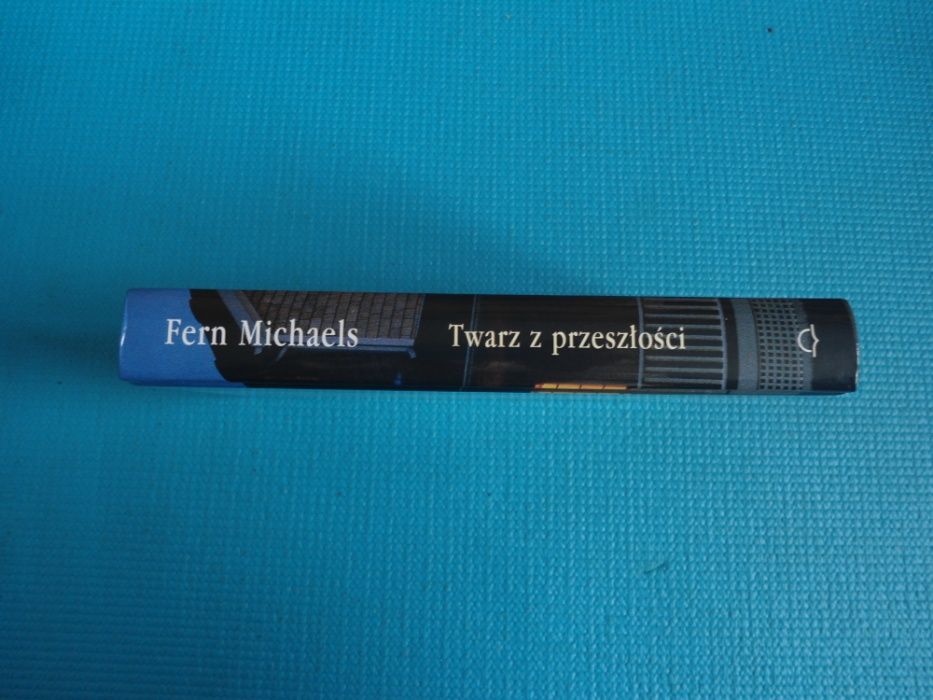 Fern Michaels
Twarz z przeszłości